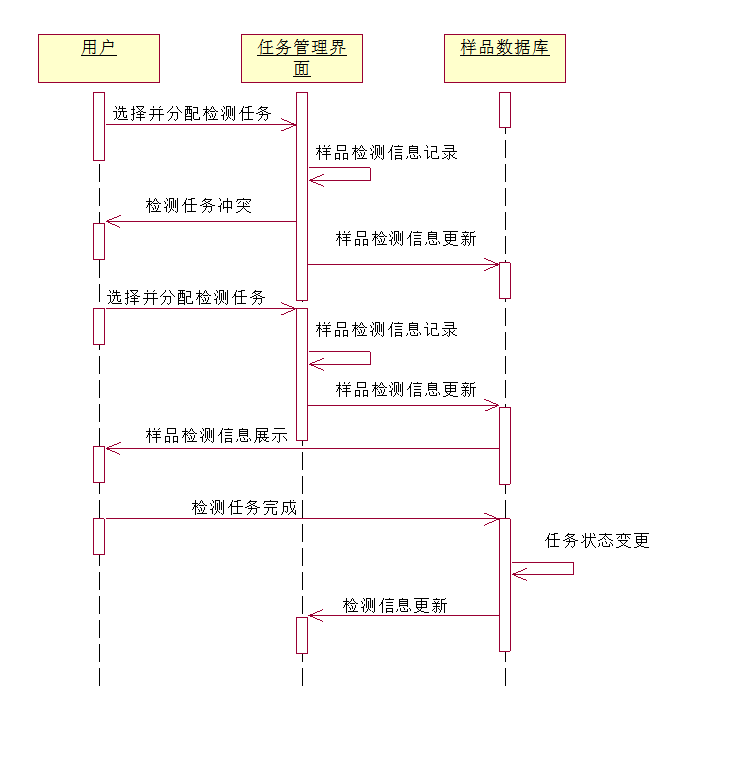 用户
任务管理界
面
样品数据库
选择并分配检测任务
样品检测信息记录
检测任务冲突
样品检测信息更新
选择并分配检测任务
样品检测信息记录
样品检测信息更新
样品检测信息展示
检测任务完成
任务状态变更
检测信息更新